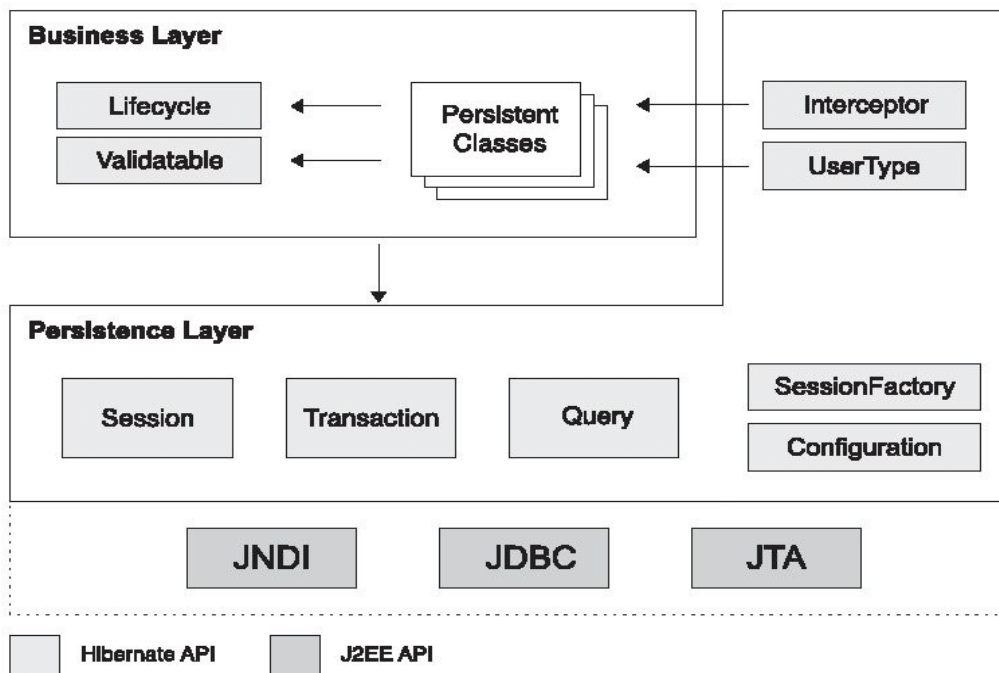 Business Layer
Lifecycle
Validatable
Persistent
Classes
Interceptor
UserType
Persistence Layer
Session
Transaction
Query
SessionFactory
Configuration
JNDI
JDBC
JTA
Hibernate API
J2EE API